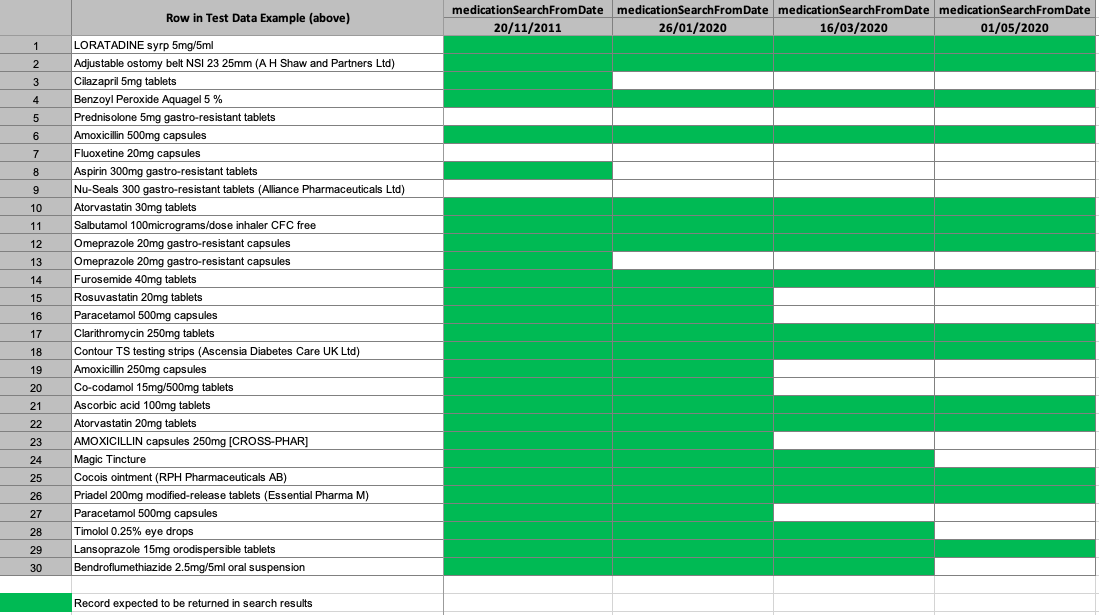 Row in Test Data Example (above) medicationSearchFromDate medicationSearchFromDate medicationSearchFromDate medicationSearchFromDate
20/11/2011 26/01/2020 16/03/2020 01/05/2020
1 LORATADINE syrp 5mg/5ml
2 Adjustable ostomy belt NSI 23 25mm (A H Shaw and Partners Ltd)
3 Cilazapril 5mg tablets
4 Benzoyl Peroxide Aquagel 5 %
5 Prednisolone 5mg gastro-resistant tablets
6 Amoxicillin 500mg capsules
7 Fluoxetine 20mg capsules
8 Aspirin 300mg gastro-resistant tablets
9 Nu-Seals 300 gastro-resistant tablets (Alliance Pharmaceuticals Ltd)
10 Atorvastatin 30mg tablets
11 Salbutamol 100micrograms/dose inhaler CFC free
12 Omeprazole 20mg gastro-resistant capsules
13 Omeprazole 20mg gastro-resistant capsules
14 Furosemide 40mg tablets
15 Rosuvastatin 20mg tablets
16 Paracetamol 500mg capsules
17 Clarithromycin 250mg tablets
18 Contour TS testing strips (Ascensia Diabetes Care UK Ltd)
19 Amoxicillin 250mg capsules
20 Co-codamol 15mg/500mg tablets
21 Ascorbic acid 100mg tablets
22 Atorvastatin 20mg tablets
23 AMOXICILLIN capsules 250mg [CROSS-PHAR]
24 Magic Tincture
25 Cocois ointment (RPH Pharmaceuticals AB)
26 Priadel 200mg modified-release tablets (Essential Pharma M)
27 Paracetamol 500mg capsules
28 Timolol 0.25% eye drops
29 Lansoprazole 15mg orodispersible tablets
30 Bendroflumethiazide 2.5mg/5ml oral suspension
Record expected to be returned in search results